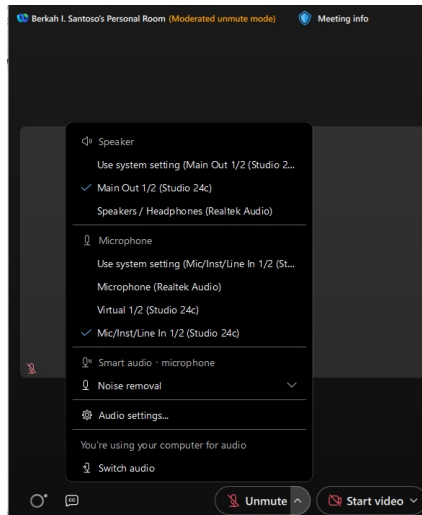 Berkah I. Santoso's Personal Room (Moderated unmute mode) Meeting info
Speaker
Use system setting (Main Out 1/2 (Studio 2...
Main Out 1/2 (Studio 24c)
Speakers / Headphones (Realtek Audio)
Microphone
Use system setting (Mic/Inst/Line In 1/2 (St...
Microphone (Realtek Audio)
Virtual 1/2 (Studio 24c)
Mic/Inst/Line In 1/2 (Studio 24c)
Smart audio · microphone
Noise removal
Audio settings...
You're using your computer for audio
Switch audio
CC Unmute Start video